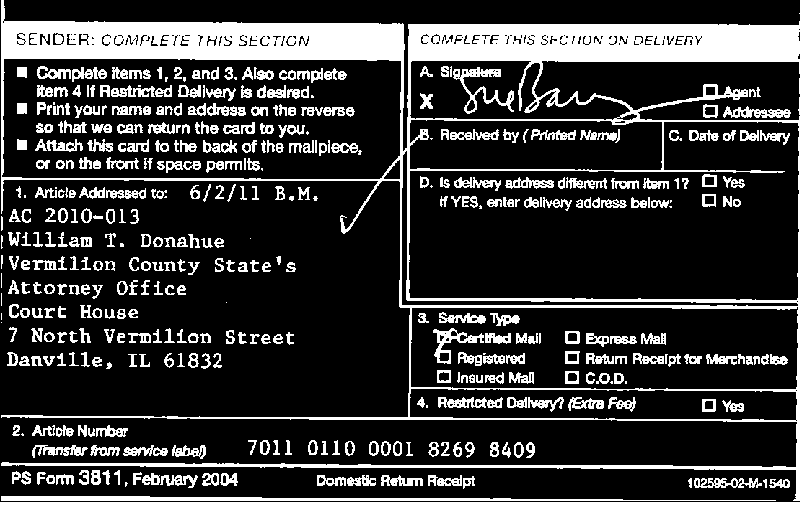 SENDER: COMPLETE THIS SECTION
■ Complete items 1, 2, and 3. Also complete
item 4 if Restricted Delivery is desired.
■ Print your name and address on the reverse
so that we can return the card to you.
■ Attach this card to the back of the mailpiece,
or on the front if space permits.
1. Article Addressed to: 6/2/11 B.M.
AC 2010-013
William T. Donahue
Vermilion County State's
Attorney Office
Court House
7 North Vermilion Street
Danville, IL 61832
COMPLETE THIS SECTION ON DELIVERY
A. Signature
X
☐ Agent
☐ Addressee
B. Received by (Printed Name)
C. Date of Delivery
D. Is delivery address different from item 1? ☐ Yes
If YES, enter delivery address below: ☐ No
3. Service Type
☑ Certified Mail ☐ Express Mail
☐ Registered ☐ Return Receipt for Merchandise
☐ Insured Mail ☐ C.O.D.
4. Restricted Delivery? (Extra Fee) ☐ Yes
2. Article Number
(Transfer from service label) 7011 0110 0001 8269 8409
PS Form 3811, February 2004 Domestic Return Receipt 102595-02-M-1540